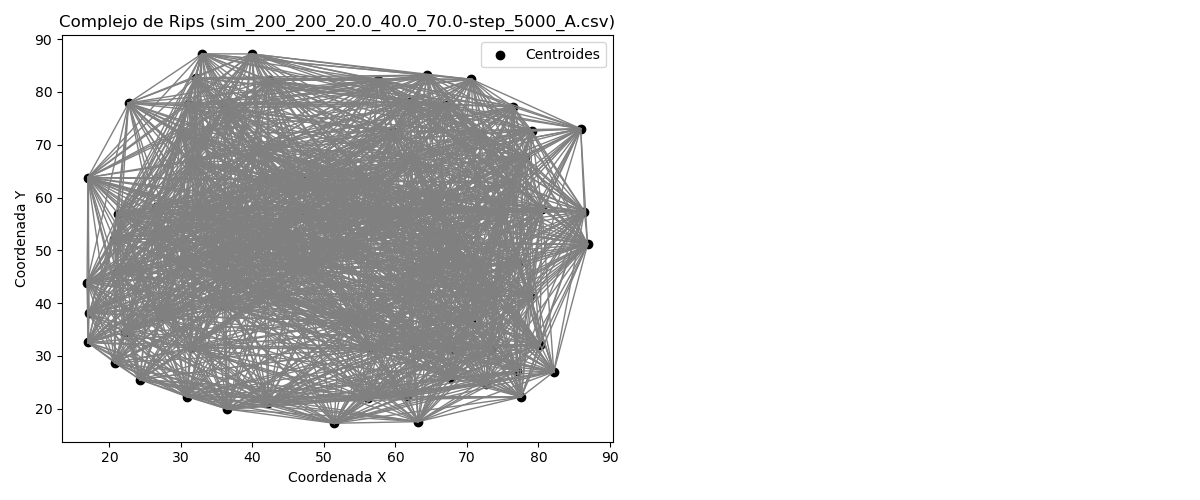 Complejo de Rips (sim_200_200_20.0_40.0_70.0-step_5000_A.csv)
Centroides
90
80
70
60
50
40
30
20
Coordenada Y
20 30 40 50 60 70 80 90
Coordenada X